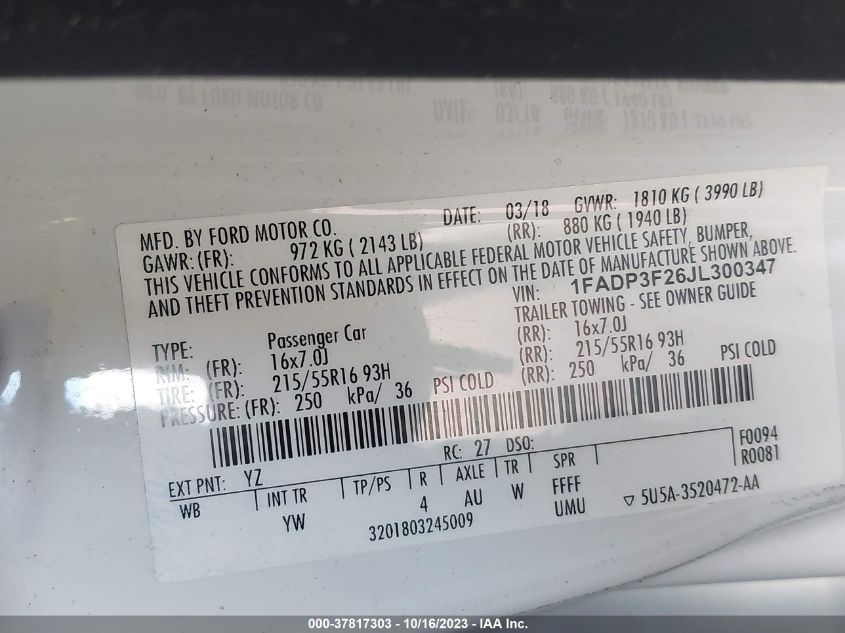 MFD. BY FORD MOTOR CO. DATE: 03/18 GVWR: 1810 KG ( 3990 LB)
GAWR: (FR): 972 KG ( 2143 LB) (RR): 880 KG ( 1940 LB)
THIS VEHICLE CONFORMS TO ALL APPLICABLE FEDERAL MOTOR VEHICLE SAFETY, BUMPER,
AND THEFT PREVENTION STANDARDS IN EFFECT ON THE DATE OF MANUFACTURE SHOWN ABOVE.
VIN: 1FADP3F26JL300347
TYPE: Passenger Car TRAILER TOWING - SEE OWNER GUIDE
RIM: (FR): 16x7.0J (RR): 16x7.0J
TIRE: (FR): 215/55R16 93H (RR): 215/55R16 93H
PRESSURE: (FR): 250 kPa/ 36 PSI COLD (RR): 250 kPa/ 36 PSI COLD
RC: 27 DSO: F0094
EXT PNT: YZ R0081
WB INT TR TP/PS R AXLE TR SPR
YW 4 AU W FFFF
UMU
3201803245009 ▽ 5U5A-3520472-AA
000-37817303 - 10/16/2023 - IAA Inc.